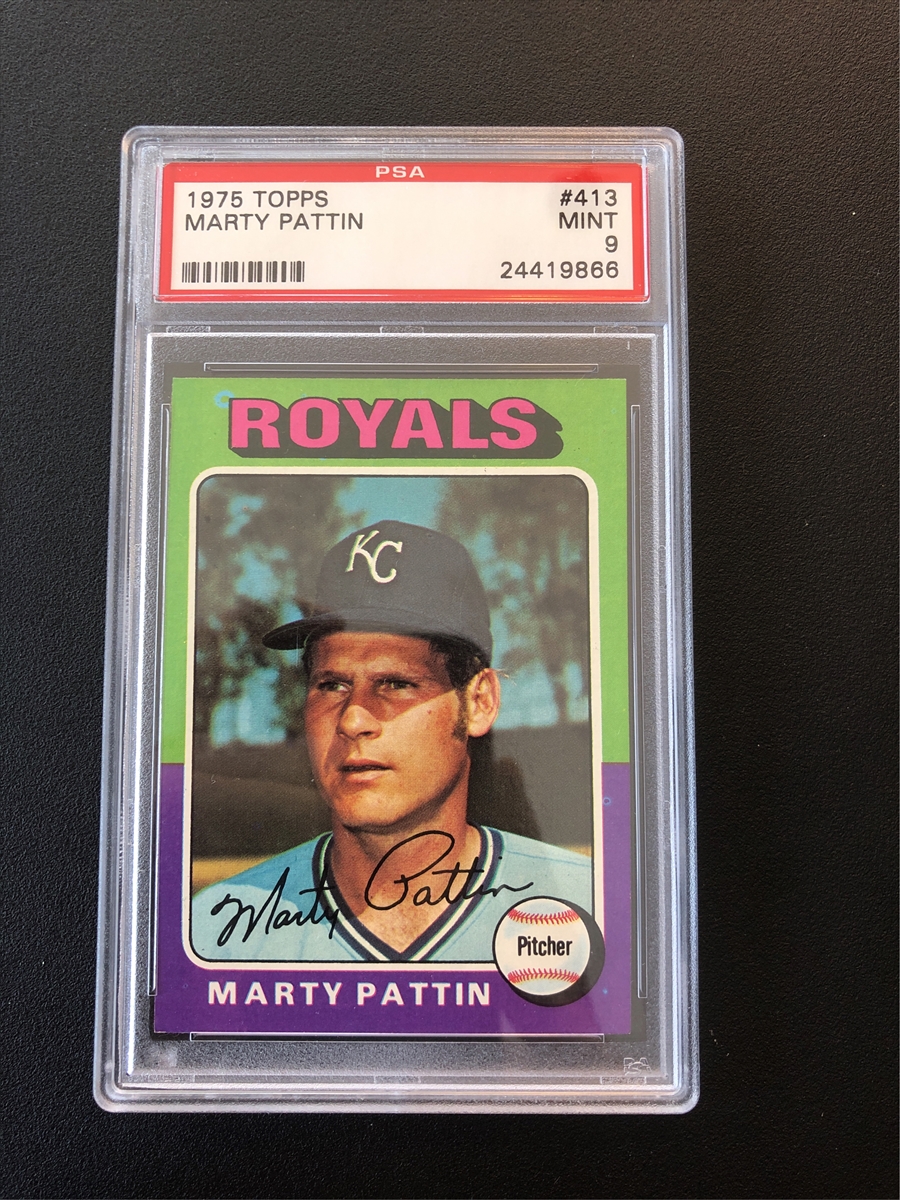 PSA
1975 TOPPS #413
MARTY PATTIN MINT
9
24419866
ROYALS
KC
Marty Pattin
Pitcher
MARTY PATTIN